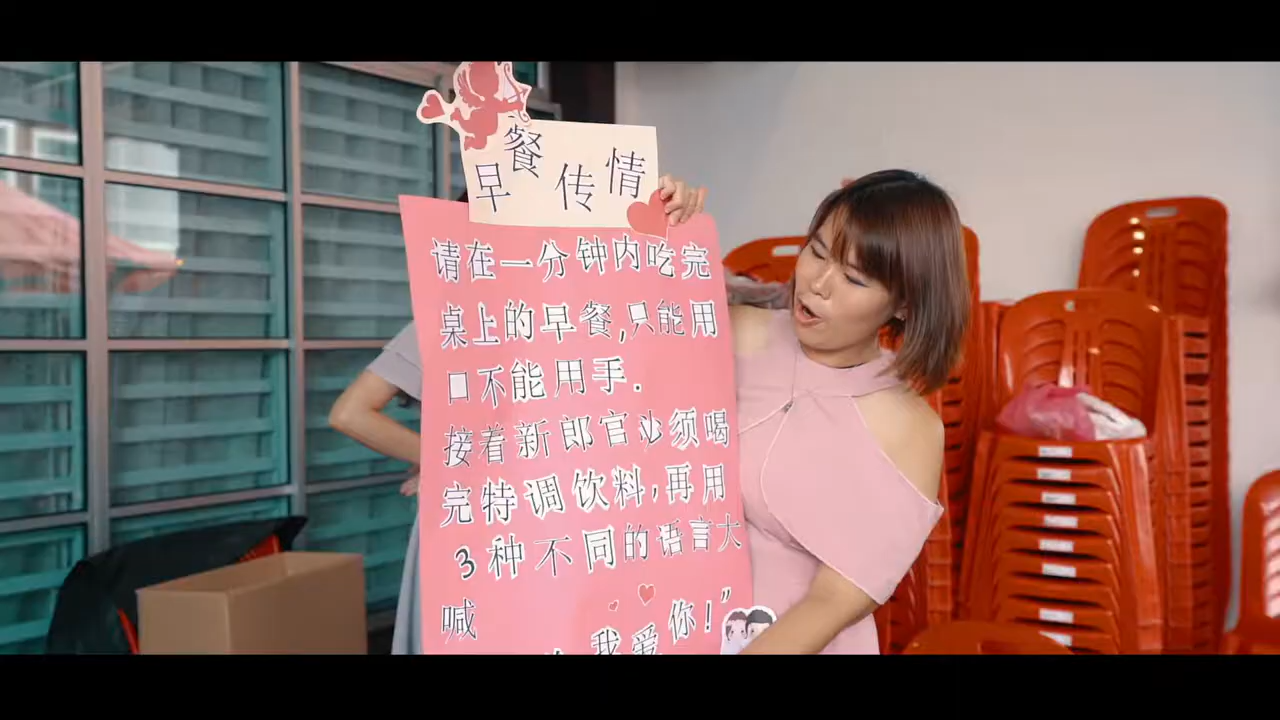 早餐传情
请在一分钟内吃完
桌上的早餐,只能用
口不能用手.
接着新郎官必须喝
完特调饮料,再用
3种不同的语言大
喊
我爱你!”